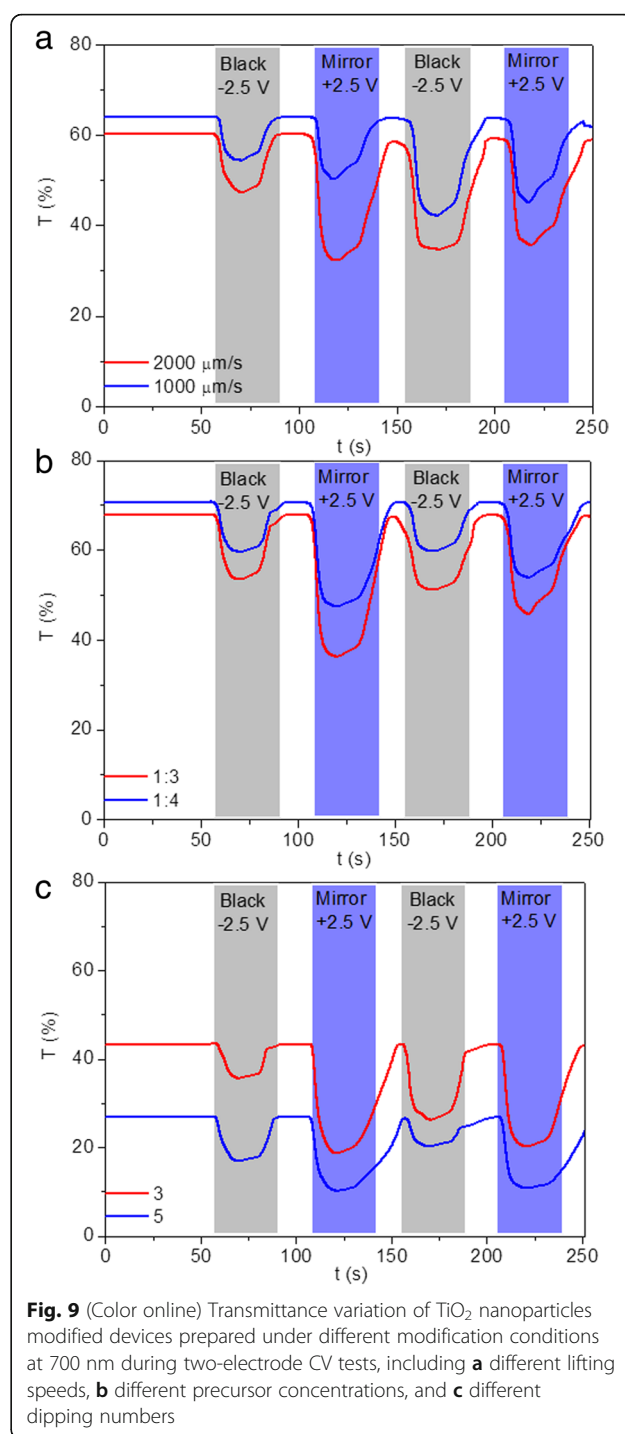 a
80
60
40
20
0
T (%)
Black
-2.5 V
Mirror
+2.5 V
Black
-2.5 V
Mirror
+2.5 V
2000 μm/s
1000 μm/s
0 50 100 150 200 250
t (s)
b
80
60
40
20
0
T (%)
Black
-2.5 V
Mirror
+2.5 V
Black
-2.5 V
Mirror
+2.5 V
1:3
1:4
0 50 100 150 200 250
t (s)
c
80
60
40
20
0
T (%)
Black
-2.5 V
Mirror
+2.5 V
Black
-2.5 V
Mirror
+2.5 V
3
5
0 50 100 150 200 250
t (s)
Fig. 9 (Color online) Transmittance variation of TiO₂ nanoparticles
modified devices prepared under different modification conditions
at 700 nm during two-electrode CV tests, including a different lifting
speeds, b different precursor concentrations, and c different
dipping numbers